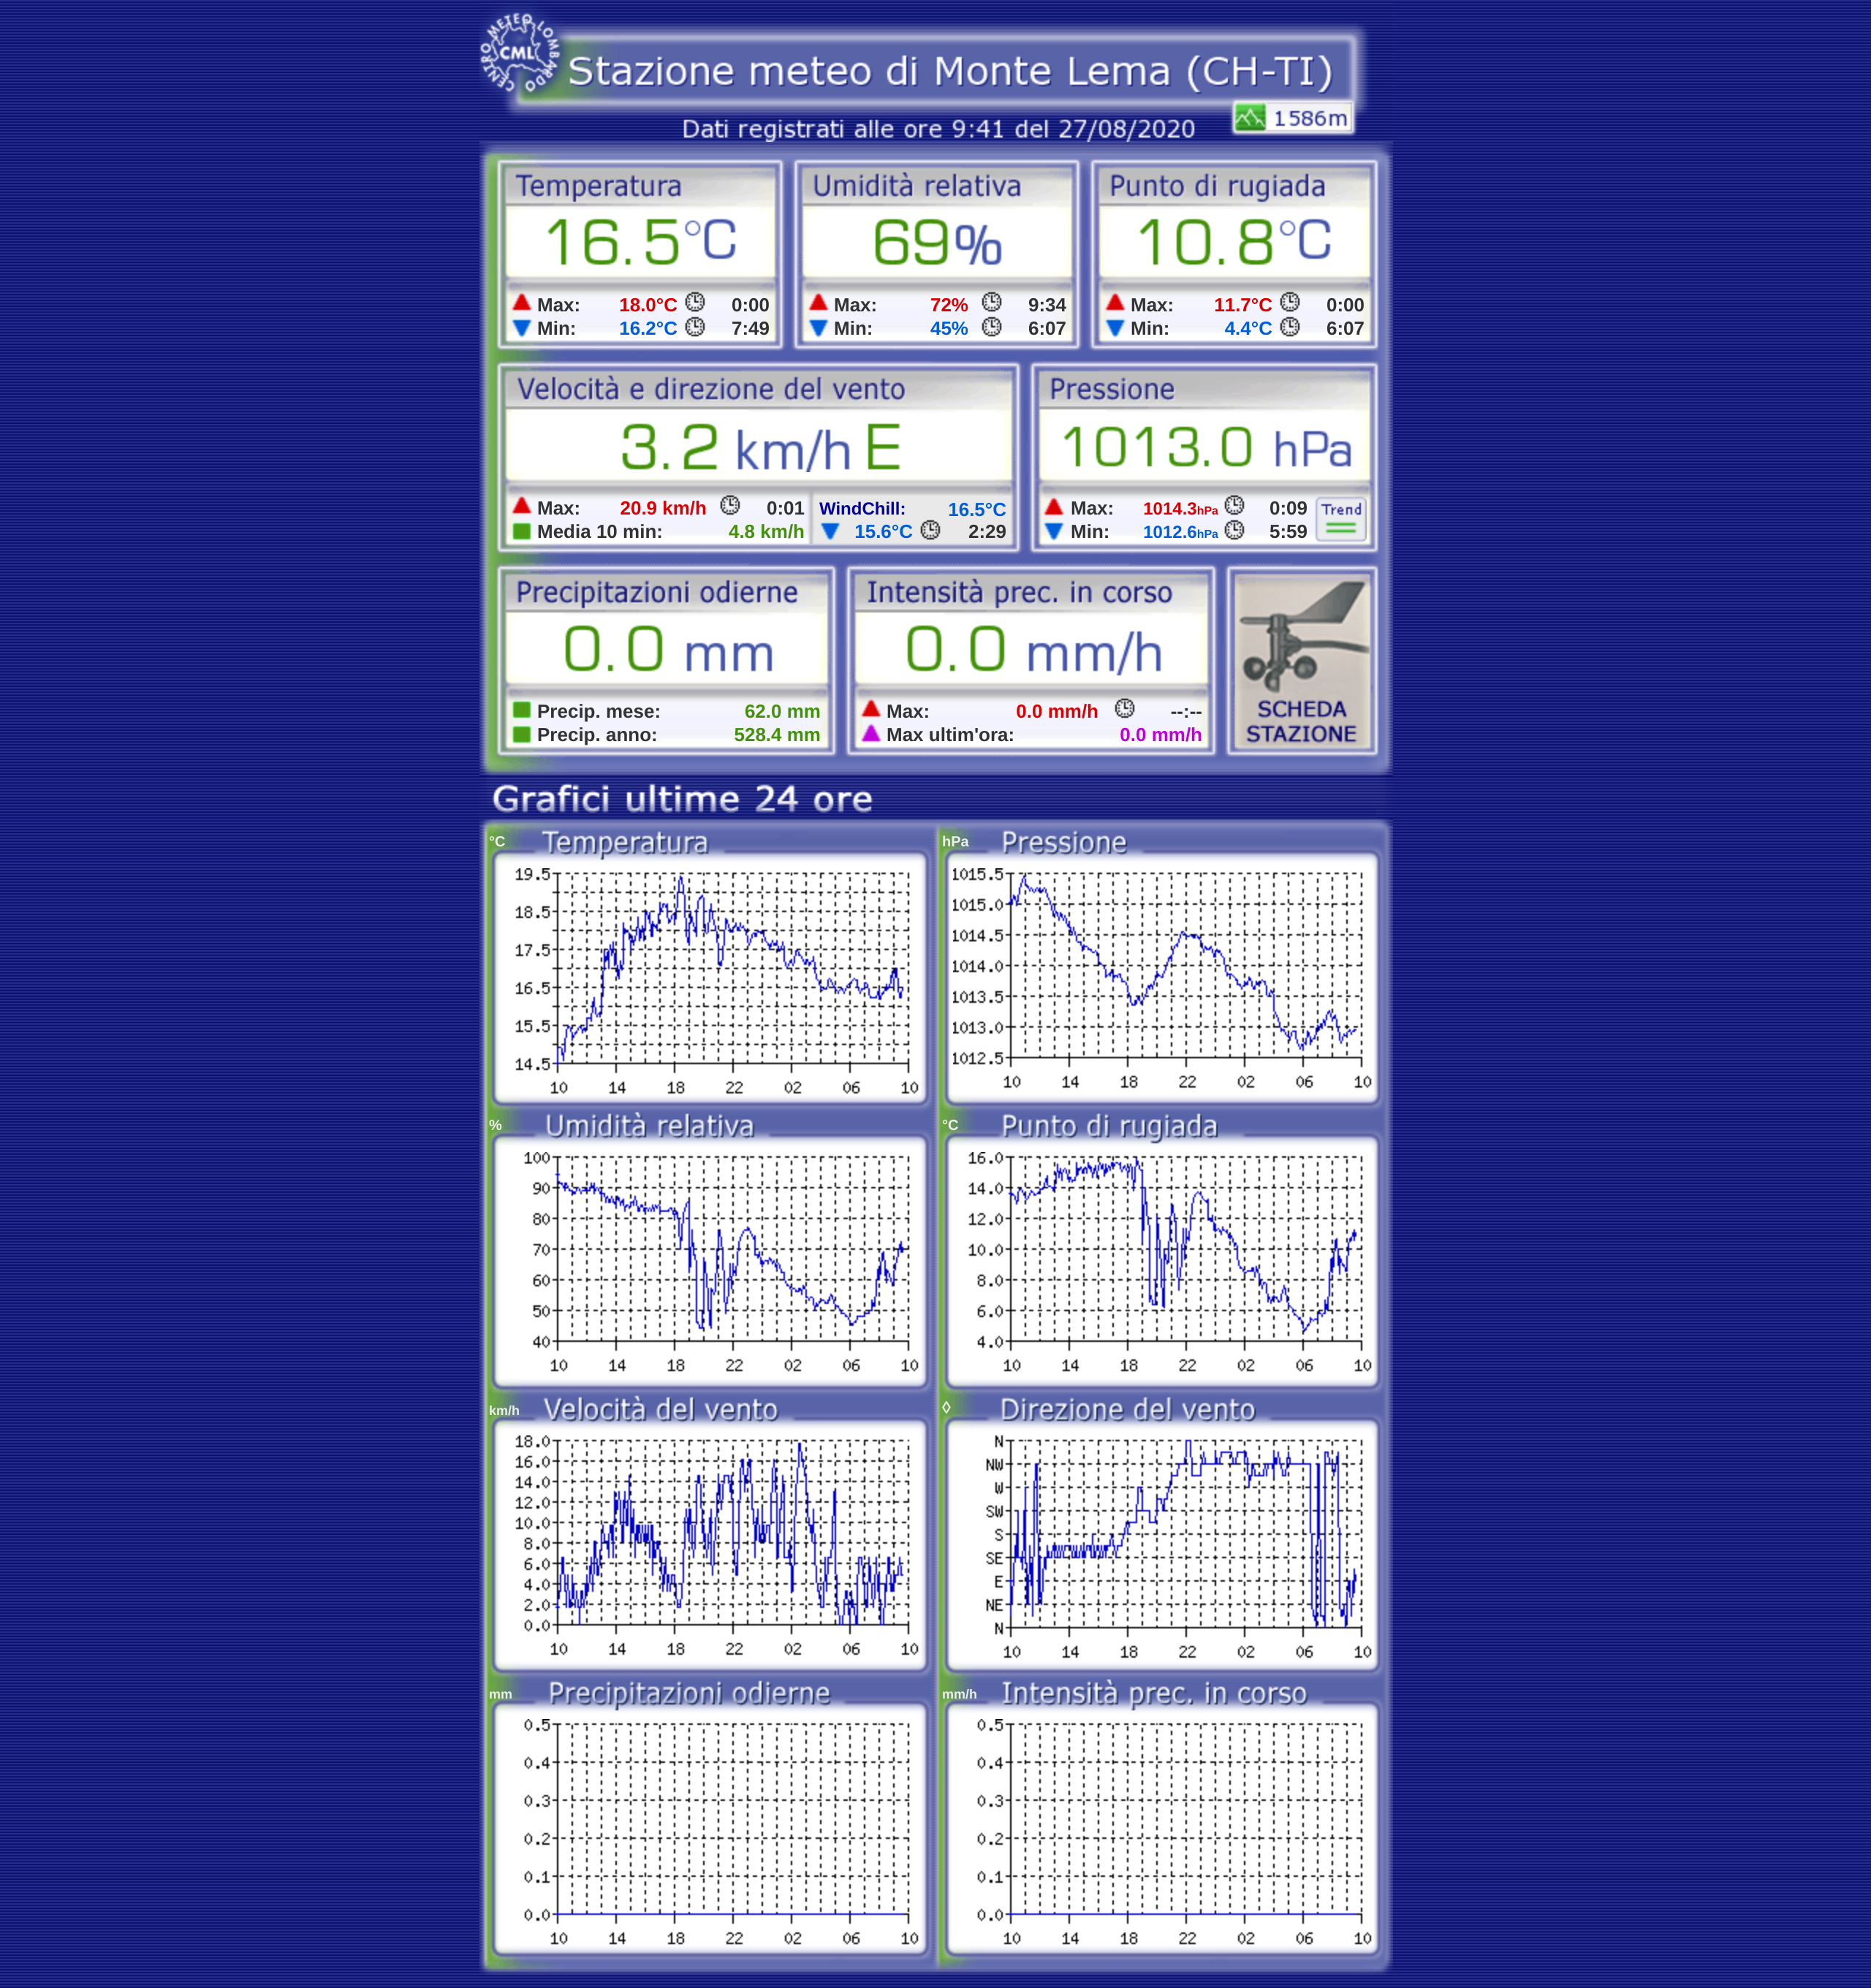 CENTRO METEO LOMBARDO
CML
Stazione meteo di Monte Lema (CH-TI)
1586m
Dati registrati alle ore 9:41 del 27/08/2020
Temperatura Umidità relativa Punto di rugiada
16.5°C 69% 10.8°C
Max: 18.0°C 0:00 Max: 72% 9:34 Max: 11.7°C 0:00
Min: 16.2°C 7:49 Min: 45% 6:07 Min: 4.4°C 6:07
Velocità e direzione del vento Pressione
3.2 km/h E 1013.0 hPa
Max: 20.9 km/h 0:01 WindChill: 16.5°C Max: 1014.3hPa 0:09 Trend
Media 10 min: 4.8 km/h 15.6°C 2:29 Min: 1012.6hPa 5:59
Precipitazioni odierne Intensità prec. in corso
0.0 mm 0.0 mm/h
Precip. mese: 62.0 mm Max: 0.0 mm/h --:-- SCHEDA
Precip. anno: 528.4 mm Max ultim'ora: 0.0 mm/h STAZIONE
Grafici ultime 24 ore
°C Temperatura
19.5
18.5
17.5
16.5
15.5
14.5
10 14 18 22 02 06 10
hPa Pressione
1015.5
1015.0
1014.5
1014.0
1013.5
1013.0
1012.5
10 14 18 22 02 06 10
% Umidità relativa
100
90
80
70
60
50
40
10 14 18 22 02 06 10
°C Punto di rugiada
16.0
14.0
12.0
10.0
8.0
6.0
4.0
10 14 18 22 02 06 10
km/h Velocità del vento
18.0
16.0
14.0
12.0
10.0
8.0
6.0
4.0
2.0
0.0
10 14 18 22 02 06 10
◊ Direzione del vento
N
NW
W
SW
S
SE
E
NE
N
10 14 18 22 02 06 10
mm Precipitazioni odierne
0.5
0.4
0.3
0.2
0.1
0.0
10 14 18 22 02 06 10
mm/h Intensità prec. in corso
0.5
0.4
0.3
0.2
0.1
0.0
10 14 18 22 02 06 10